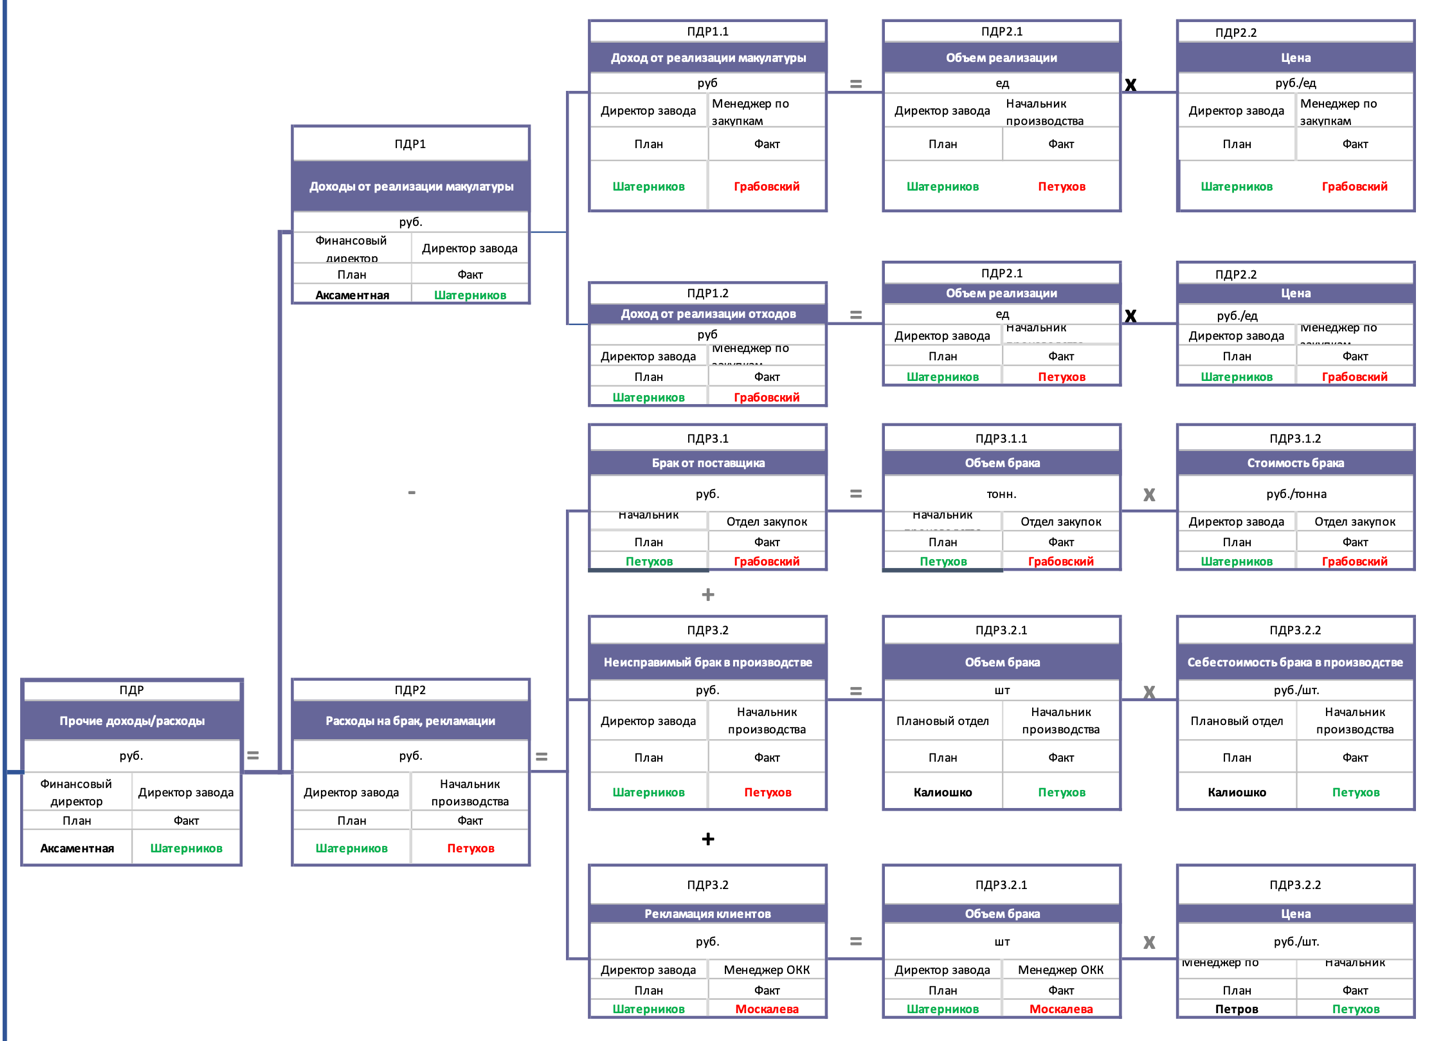 ПДР1.1
Доход от реализации макулатуры
руб
Директор завода
Менеджер по
закупкам
План
Факт
Шатерников
Грабовский
=
ПДР2.1
Объем реализации
ед
Директор завода
Начальник
производства
План
Факт
Шатерников
Петухов
х
ПДР2.2
Цена
руб./ед
Директор завода
Менеджер по
закупкам
План
Факт
Шатерников
Грабовский
ПДР1
Доходы от реализации макулатуры
руб.
Финансовый
директор
Директор завода
План
Факт
Аксаментная
Шатерников
ПДР1.2
Доход от реализации отходов
руб
Директор завода
Менеджер по
закупкам
План
Факт
Шатерников
Грабовский
=
ПДР2.1
Объем реализации
ед
Директор завода
Начальник
План
Факт
Шатерников
Петухов
х
ПДР2.2
Цена
руб./ед
Директор завода
Менеджер по
закупкам
План
Факт
Шатерников
Грабовский
-
ПДР3.1
Брак от поставщика
руб.
Начальник
Отдел закупок
План
Факт
Петухов
Грабовский
=
ПДР3.1.1
Объем брака
тонн.
Начальник
Отдел закупок
План
Факт
Петухов
Грабовский
х
ПДР3.1.2
Стоимость брака
руб./тонна
Директор завода
Отдел закупок
План
Факт
Шатерников
Грабовский
+
ПДР
Прочие доходы/расходы
руб.
Финансовый
директор
Директор завода
План
Факт
Аксаментная
Шатерников
=
ПДР2
Расходы на брак, рекламации
руб.
Директор завода
Начальник
производства
План
Факт
Шатерников
Петухов
=
ПДР3.2
Неисправимый брак в производстве
руб.
Директор завода
Начальник
производства
План
Факт
Шатерников
Петухов
=
ПДР3.2.1
Объем брака
шт
Плановый отдел
Начальник
производства
План
Факт
Калиошко
Петухов
х
ПДР3.2.2
Себестоимость брака в производстве
руб./шт.
Плановый отдел
Начальник
производства
План
Факт
Калиошко
Петухов
+
ПДР3.2
Рекламация клиентов
руб.
Директор завода
Менеджер ОКК
План
Факт
Шатерников
Москалева
=
ПДР3.2.1
Объем брака
шт
Директор завода
Менеджер ОКК
План
Факт
Шатерников
Москалева
х
ПДР3.2.2
Цена
руб./шт.
Менеджер по
Начальник
План
Факт
Петров
Петухов